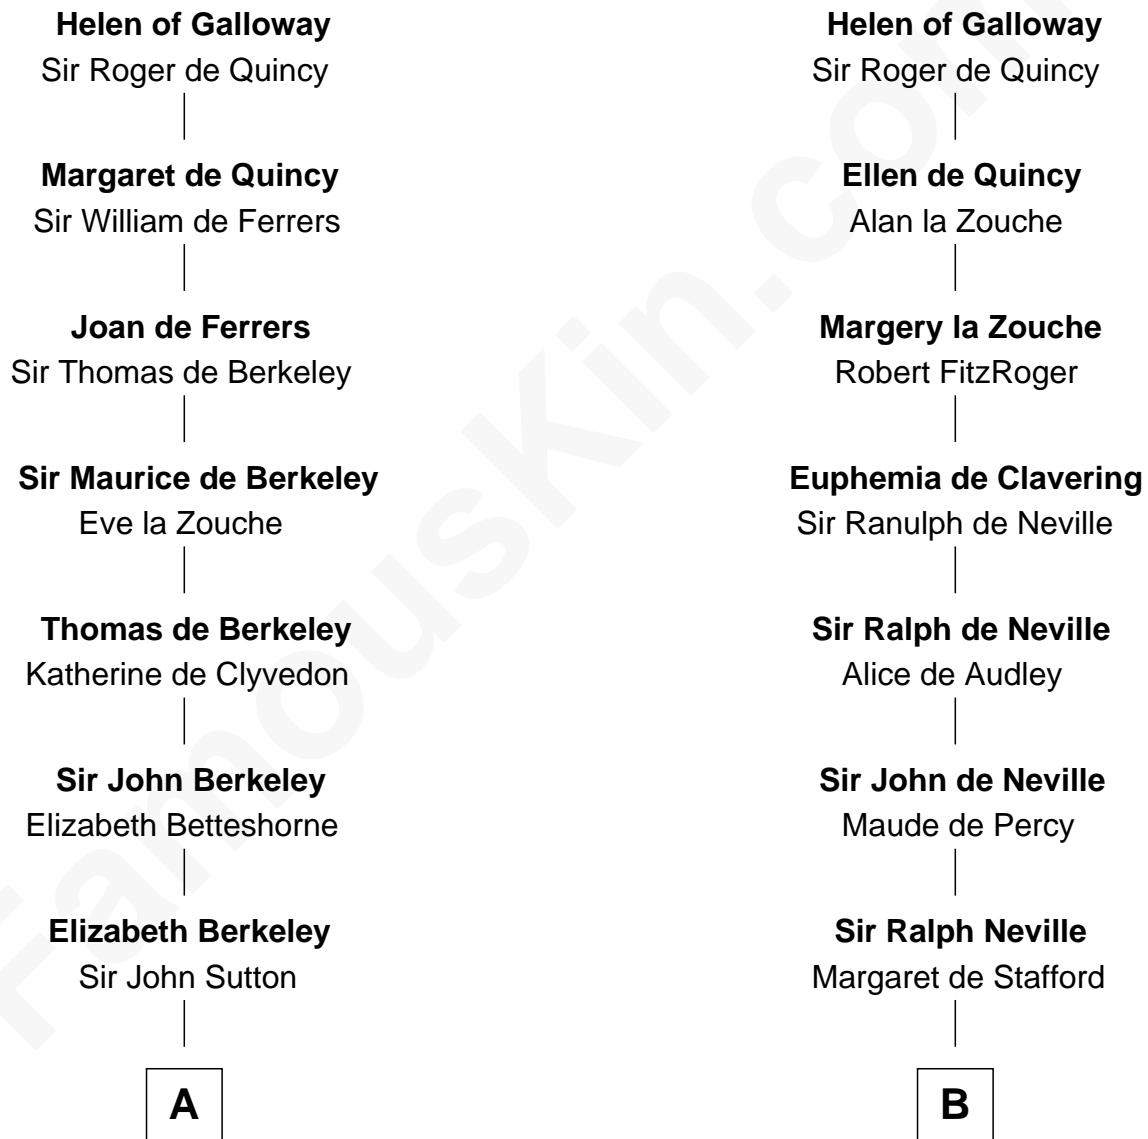 Helen of Galloway
Sir Roger de Quincy
Margaret de Quincy
Sir William de Ferrers
Joan de Ferrers
Sir Thomas de Berkeley
Sir Maurice de Berkeley
Eve la Zouche
Thomas de Berkeley
Katherine de Clyvedon
Sir John Berkeley
Elizabeth Betteshorne
Elizabeth Berkeley
Sir John Sutton
A
Helen of Galloway
Sir Roger de Quincy
Ellen de Quincy
Alan la Zouche
Margery la Zouche
Robert FitzRoger
Euphemia de Clavering
Sir Ranulph de Neville
Sir Ralph de Neville
Alice de Audley
Sir John de Neville
Maude de Percy
Sir Ralph Neville
Margaret de Stafford
B
FamousKin.com